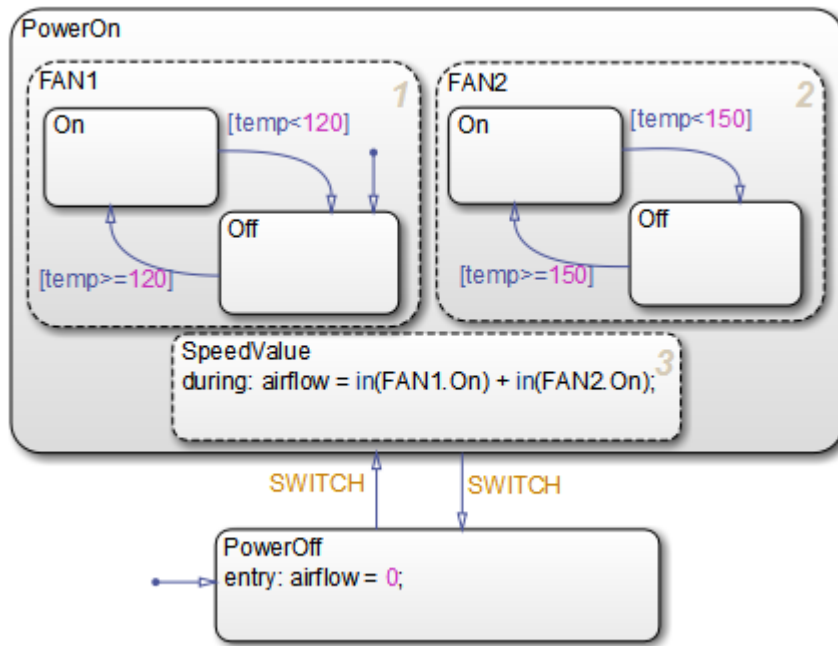 PowerOn
FAN1
1
On
[temp<120]
Off
[temp>=120]
FAN2
2
On
[temp<150]
Off
[temp>=150]
SpeedValue
3
during: airflow = in(FAN1.On) + in(FAN2.On);
SWITCH
SWITCH
PowerOff
entry: airflow = 0;